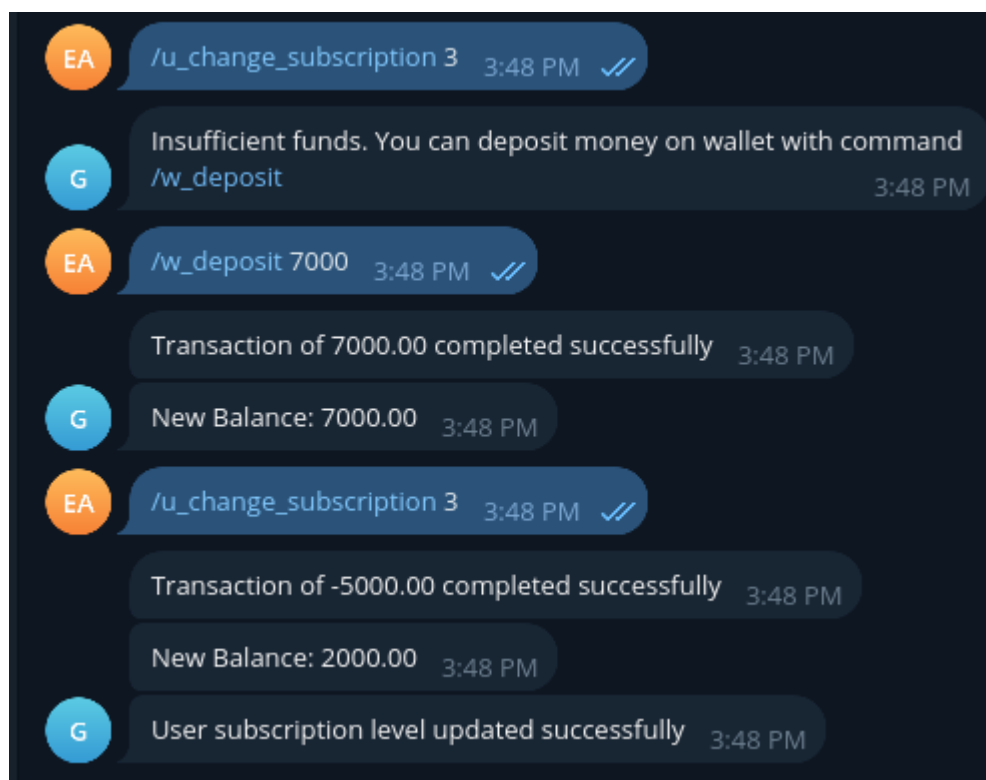 EA
/u_change_subscription 3 3:48 PM
Insufficient funds. You can deposit money on wallet with command
/w_deposit
3:48 PM
G
EA
/w_deposit 7000 3:48 PM
Transaction of 7000.00 completed successfully 3:48 PM
G
New Balance: 7000.00 3:48 PM
EA
/u_change_subscription 3 3:48 PM
Transaction of -5000.00 completed successfully 3:48 PM
New Balance: 2000.00 3:48 PM
G
User subscription level updated successfully 3:48 PM